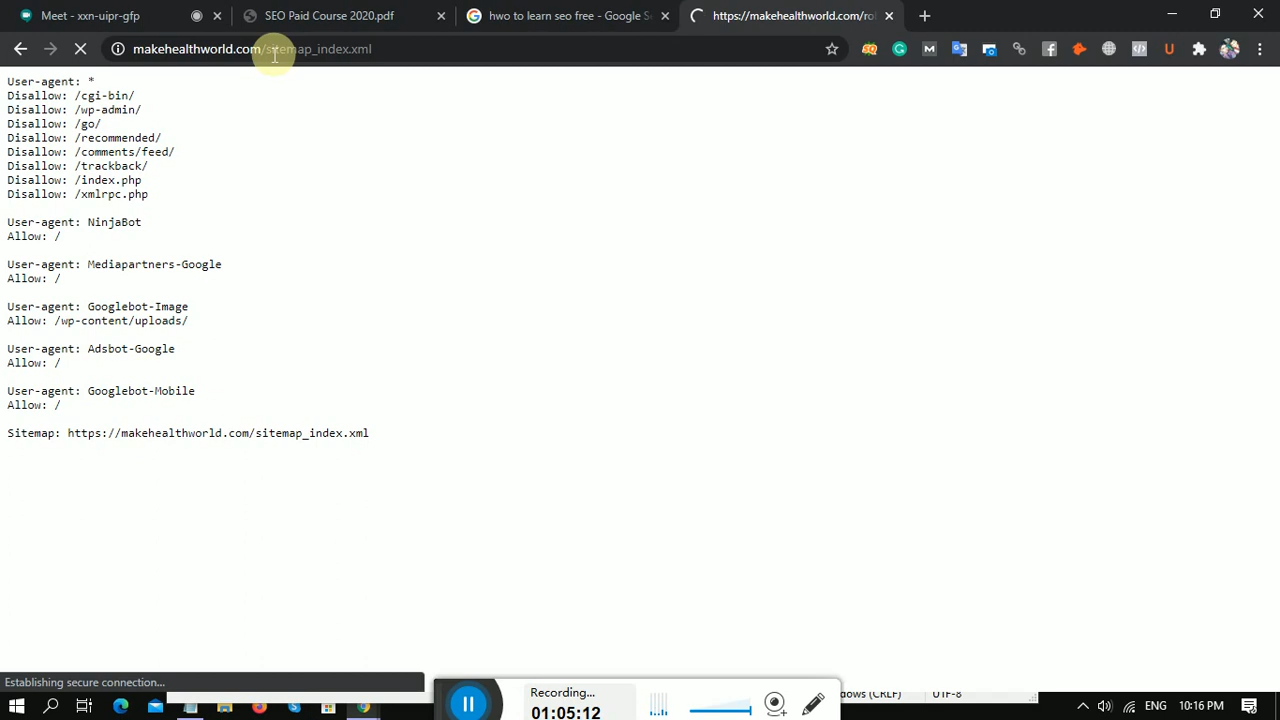 Meet - xxn-uipr-gfp
SEO Paid Course 2020.pdf
hwo to learn seo free - Google Se
https://makehealthworld.com/rob
makehealthworld.com/sitemap_index.xml
User-agent: *
Disallow: /cgi-bin/
Disallow: /wp-admin/
Disallow: /go/
Disallow: /recommended/
Disallow: /comments/feed/
Disallow: /trackback/
Disallow: /index.php
Disallow: /xmlrpc.php
User-agent: NinjaBot
Allow: /
User-agent: Mediapartners-Google
Allow: /
User-agent: Googlebot-Image
Allow: /wp-content/uploads/
User-agent: Adsbot-Google
Allow: /
User-agent: Googlebot-Mobile
Allow: /
Sitemap: https://makehealthworld.com/sitemap_index.xml
Establishing secure connection...
Recording...
01:05:12
dows (CRLF)
UTF-8
ENG
10:16 PM